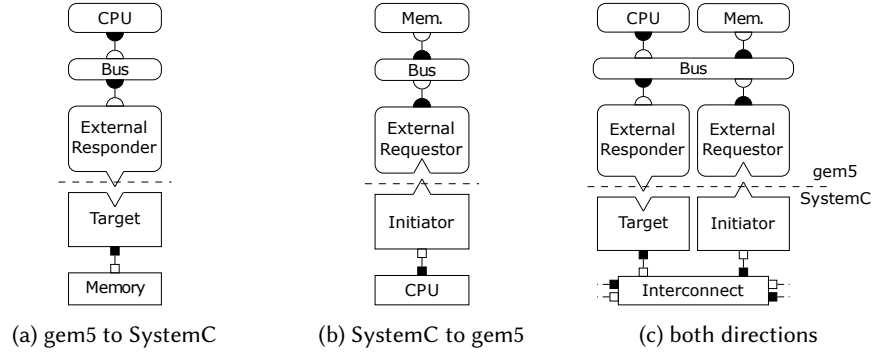 CPU
Bus
External
Responder
Target
Memory
(a) gem5 to SystemC
Mem.
Bus
External
Requestor
Initiator
CPU
(b) SystemC to gem5
CPU
Mem.
Bus
External
Responder
External
Requestor
gem5
SystemC
Target
Initiator
Interconnect
(c) both directions